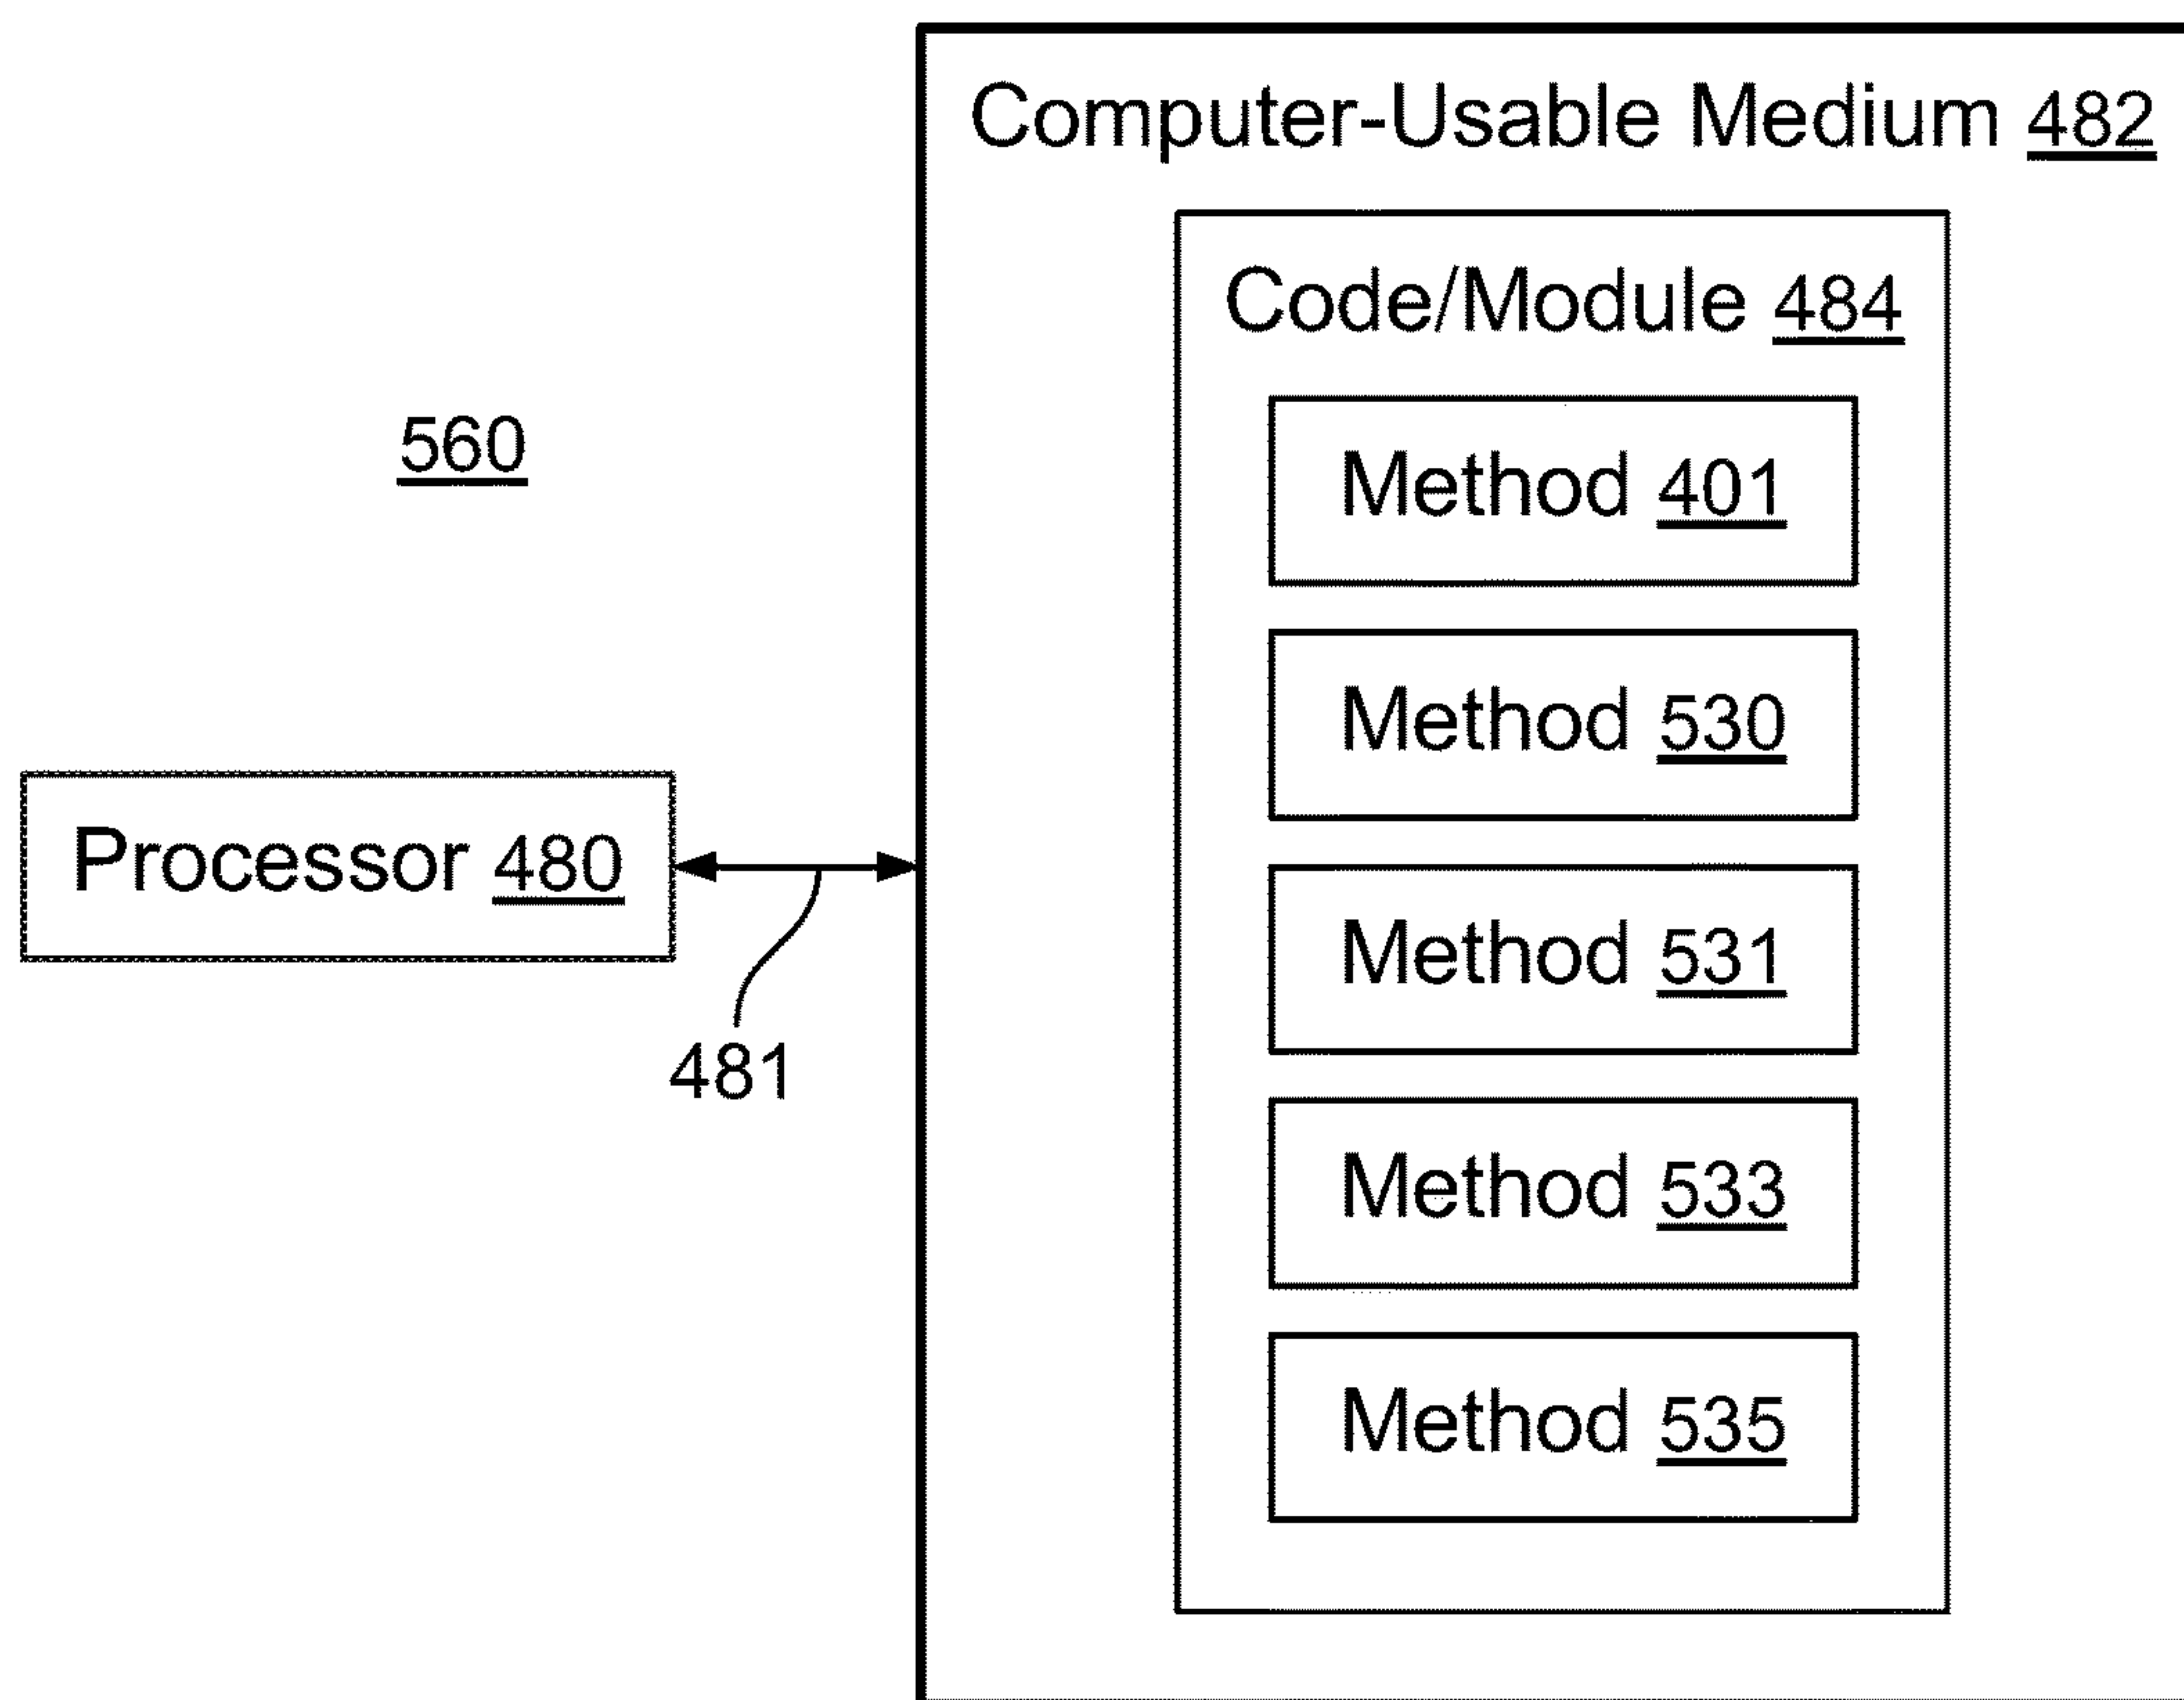 Computer-Usable Medium 482
Code/Module 484
560
Method 401
Method 530
Processor 480
Method 531
481
Method 533
Method 535